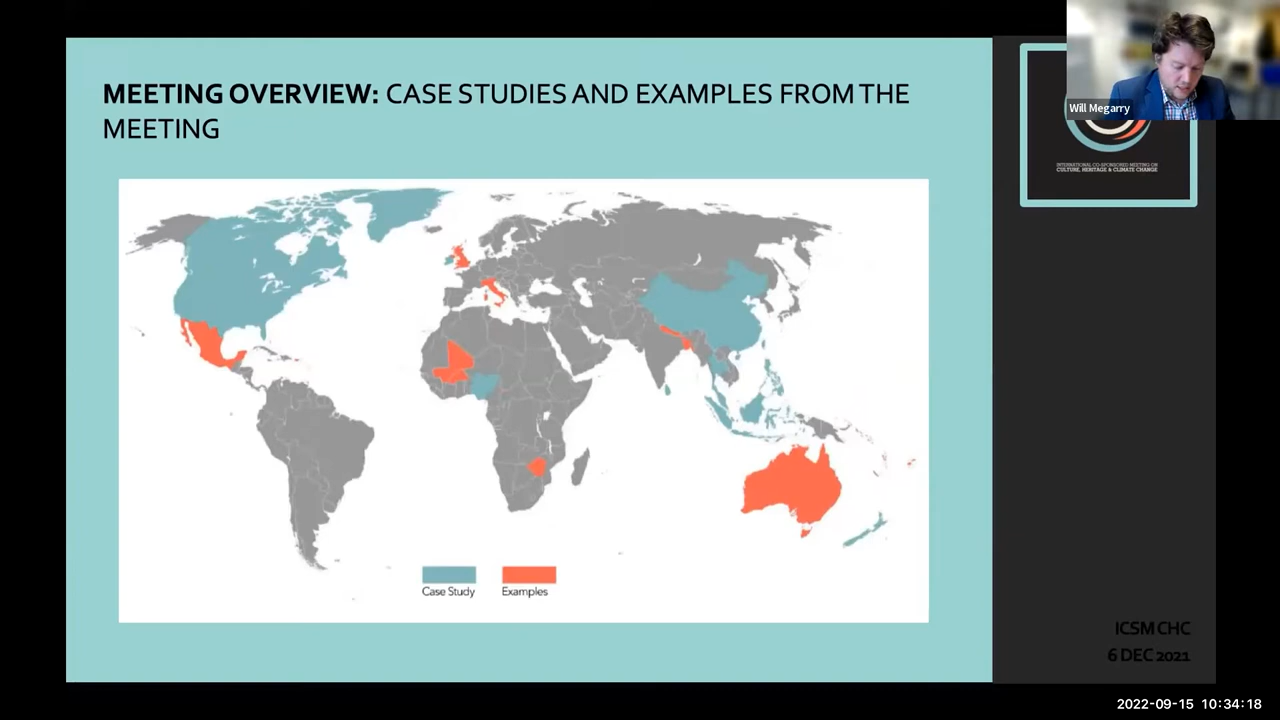 MEETING OVERVIEW: CASE STUDIES AND EXAMPLES FROM THE
MEETING
Will Megarry
INTERNATIONAL CO-SPONSORED MEETING ON
CULTURE, HERITAGE & CLIMATE CHANGE
Case Study
Examples
ICSM CHC
6 DEC 2021
2022-09-15 10:34:18